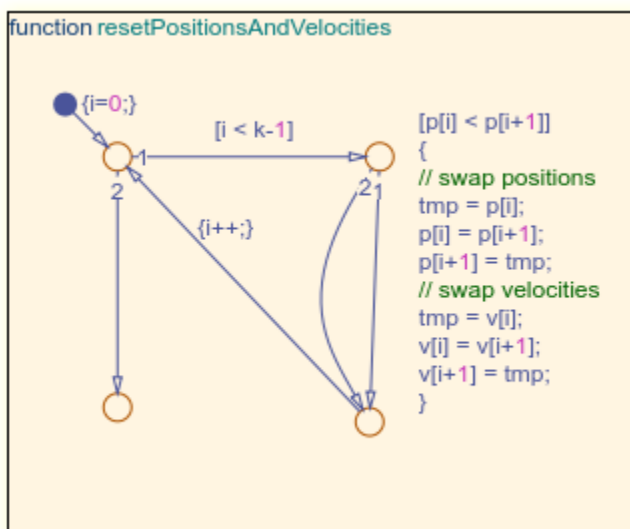 function resetPositionsAndVelocities
{i=0;}
[i < k-1]
1
2
{i++;}
2
1
[p[i] < p[i+1]]
{
// swap positions
tmp = p[i];
p[i] = p[i+1];
p[i+1] = tmp;
// swap velocities
tmp = v[i];
v[i] = v[i+1];
v[i+1] = tmp;
}